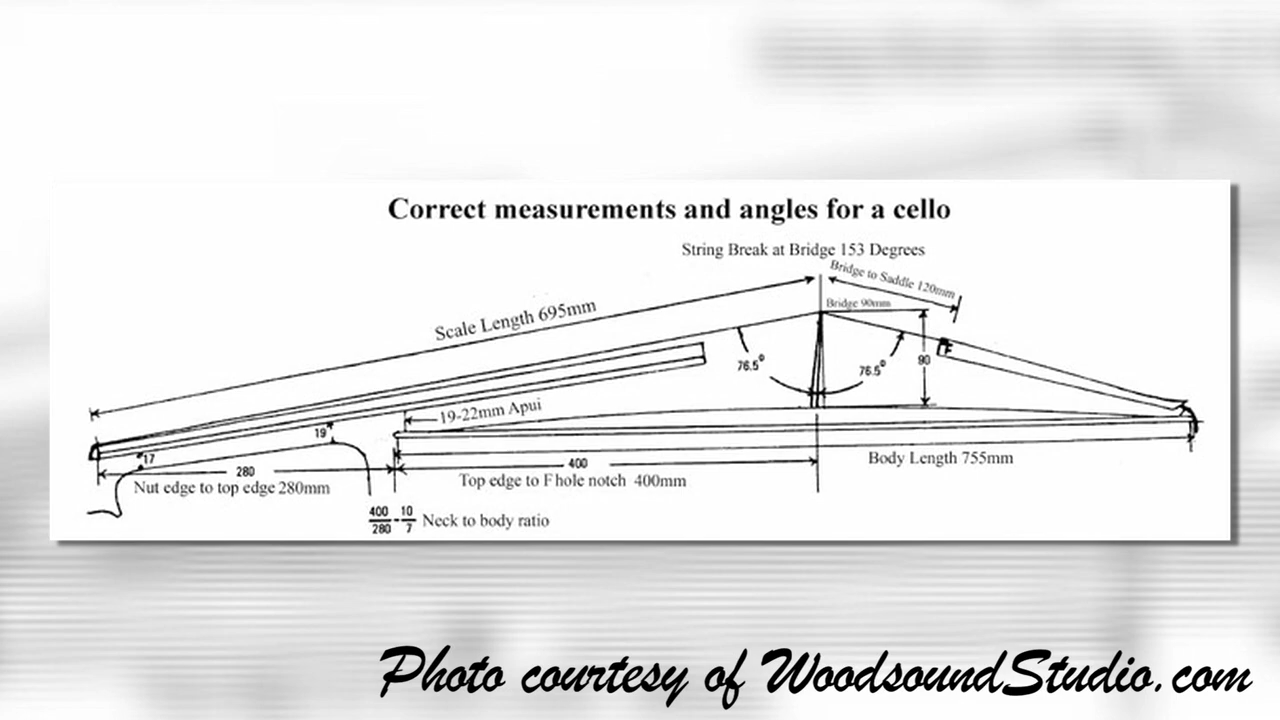 Correct measurements and angles for a cello
String Break at Bridge 153 Degrees
Bridge to Saddle 120mm
Scale Length 695mm
Bridge 90mm
76.5°
76.5°
90
19-22mm Apui
19
17
280
400
Body Length 755mm
Nut edge to top edge 280mm
Top edge to F hole notch 400mm
400/280 - 10/7 Neck to body ratio
Photo courtesy of WoodsoundStudio.com